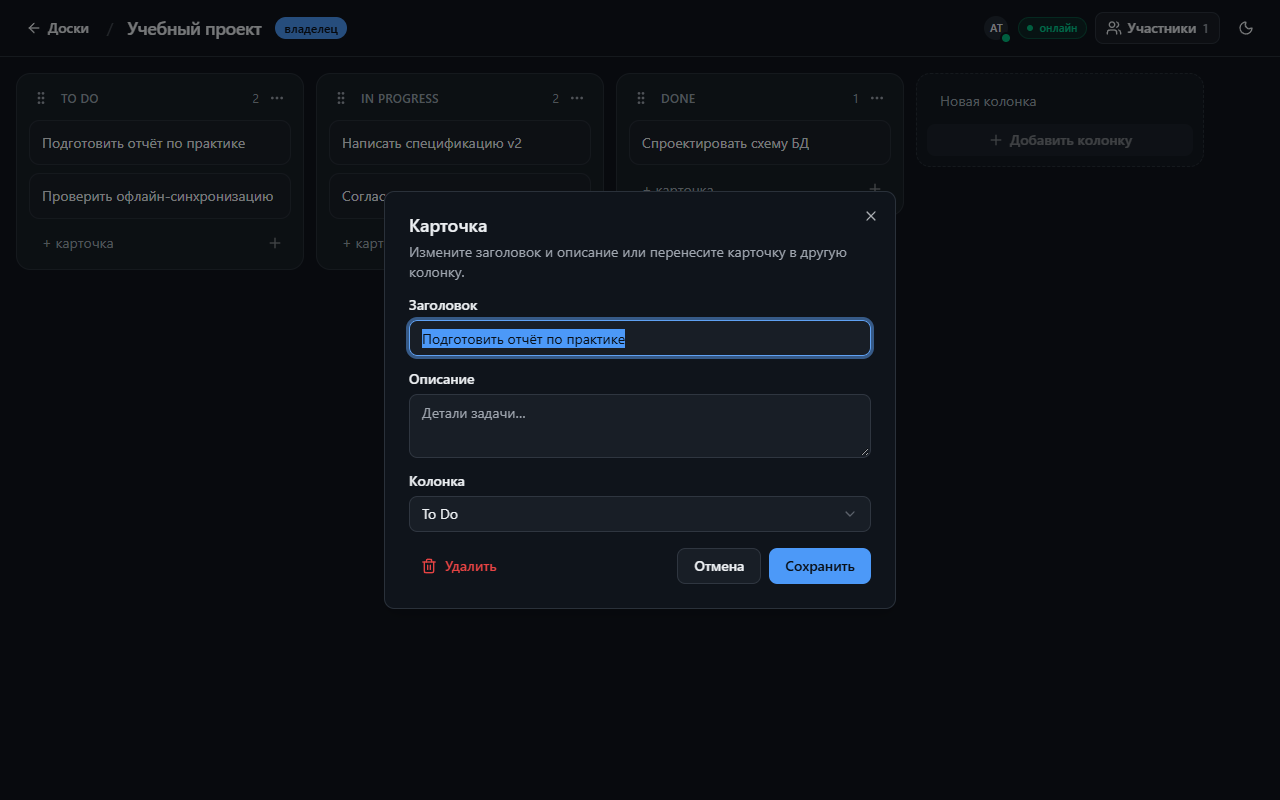 Доски / Учебный проект владелец
AT онлайн Участники 1
TO DO 2
Подготовить отчёт по практике
Проверить офлайн-синхронизацию
+ карточка
IN PROGRESS 2
Написать спецификацию v2
Соглас
+ карт
DONE 1
Спроектировать схему БД
+ карточка
Новая колонка
Добавить колонку
Карточка
Измените заголовок и описание или перенесите карточку в другую
колонку.
Заголовок
Подготовить отчёт по практике
Описание
Детали задачи...
Колонка
To Do
Удалить
Отмена
Сохранить